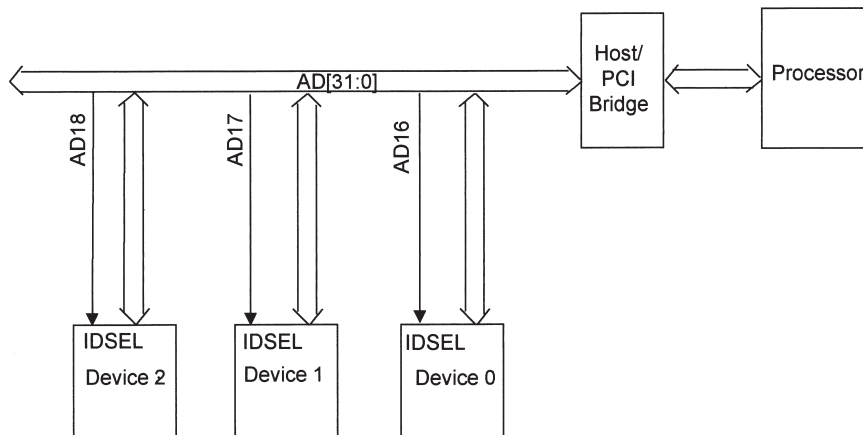 Host/
PCI
Bridge
Processor
AD[31:0]
AD18
AD17
AD16
IDSEL
Device 2
IDSEL
Device 1
IDSEL
Device 0